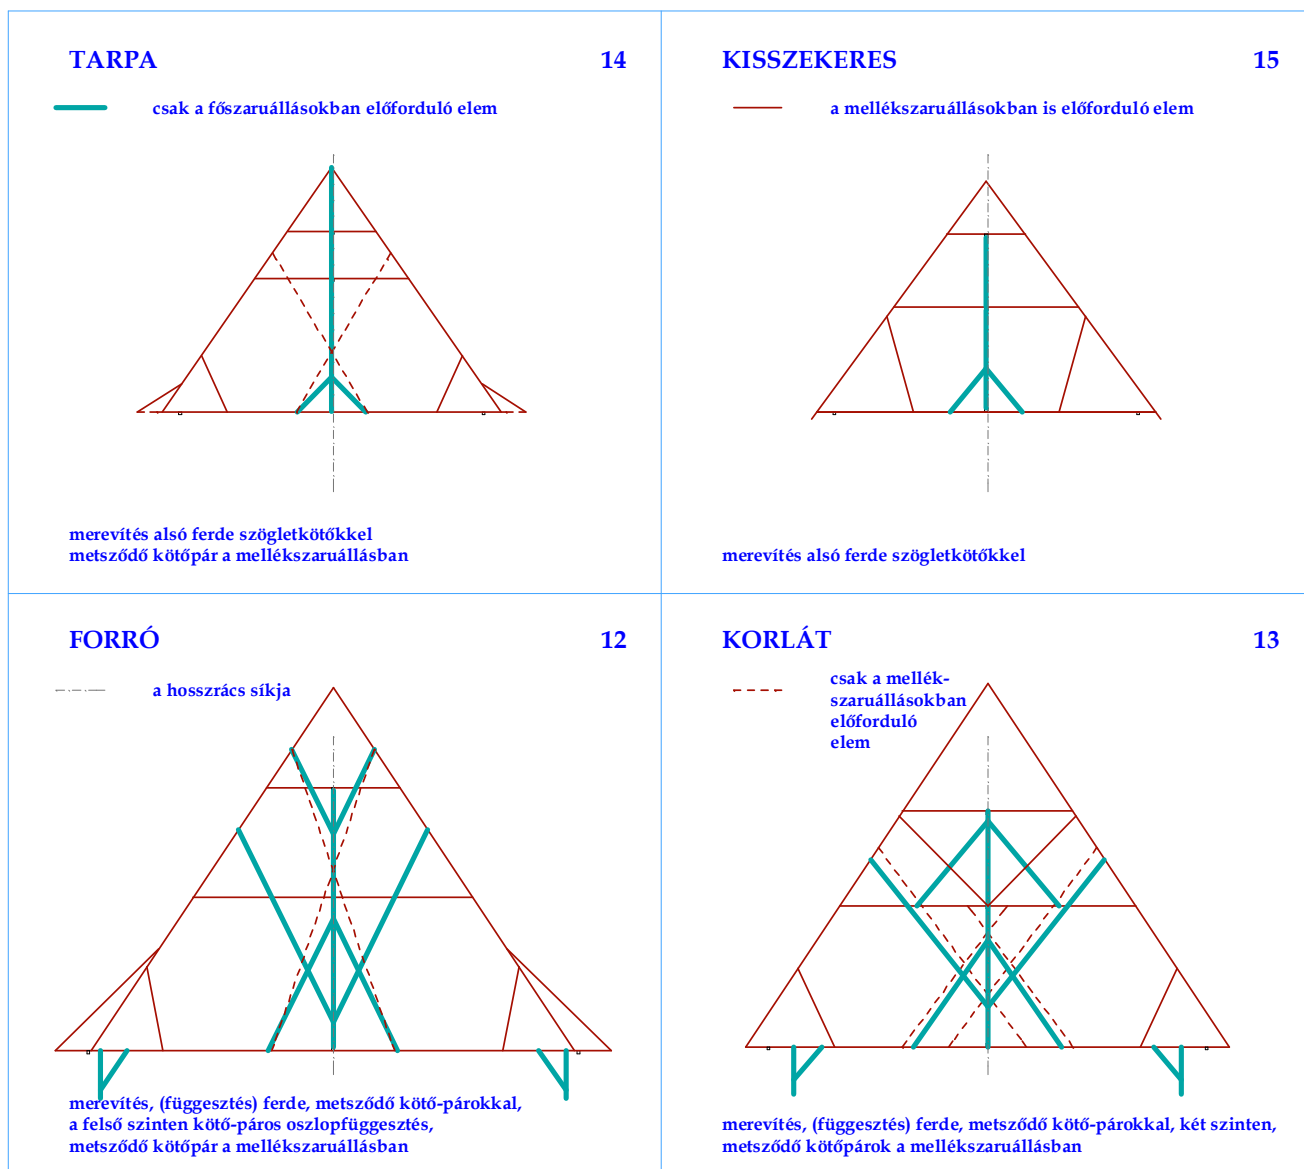 TARPA 14
csak a főszaruállásokban előforduló elem
merevítés alsó ferde szögletkötőkkel
metsződő kötőpár a mellékszaruállásban
KISSZEKERES 15
a mellékszaruállásokban is előforduló elem
merevítés alsó ferde szögletkötőkkel
FORRÓ 12
a hosszrács síkja
merevítés, (függesztés) ferde, metsződő kötő-párokkal,
a felső szinten kötő-páros oszlopfüggesztés,
metsződő kötőpár a mellékszaruállásban
KORLÁT 13
csak a mellék-
szaruállásokban
előforduló
elem
merevítés, (függesztés) ferde, metsződő kötő-párokkal, két szinten,
metsződő kötőpárok a mellékszaruállásban